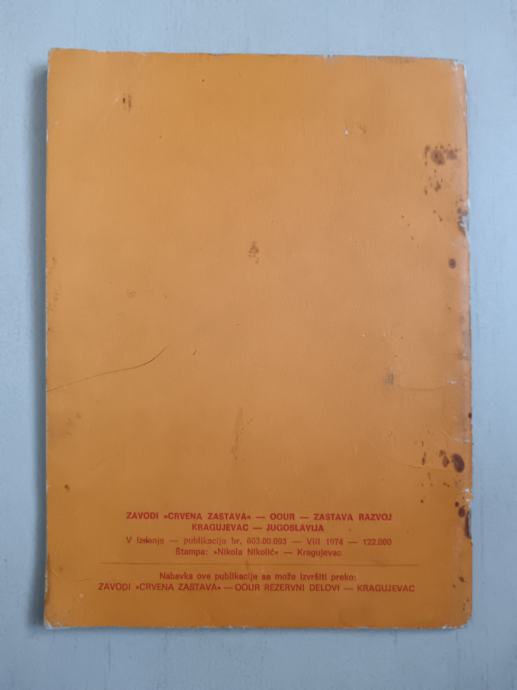 ZAVODI »CRVENA ZASTAVA« — OOUR — ZASTAVA RAZVOJ
KRAGUJEVAC — JUGOSLAVIJA
V izdanje — publikacija br. 603.00.093 — VIII 1974 — 122.000
Štampa: »Nikola Nikolić« — Kragujevac
Nabavka ove publikacije se može izvršiti preko:
ZAVODI »CRVENA ZASTAVA« — OOUR REZERVNI DELOVI — KRAGUJEVAC